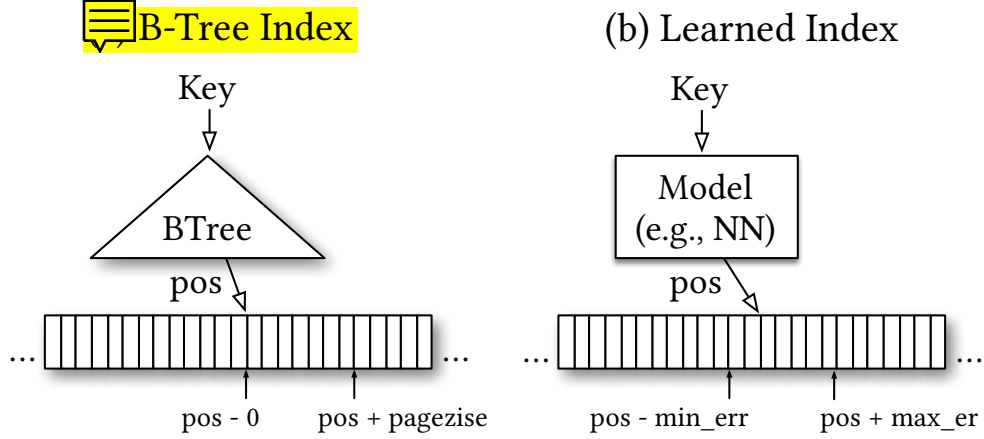 B-Tree Index
Key
BTree
pos
...
...
pos - 0
pos + pagezise
(b) Learned Index
Key
Model
(e.g., NN)
pos
...
...
pos - min_err
pos + max_er